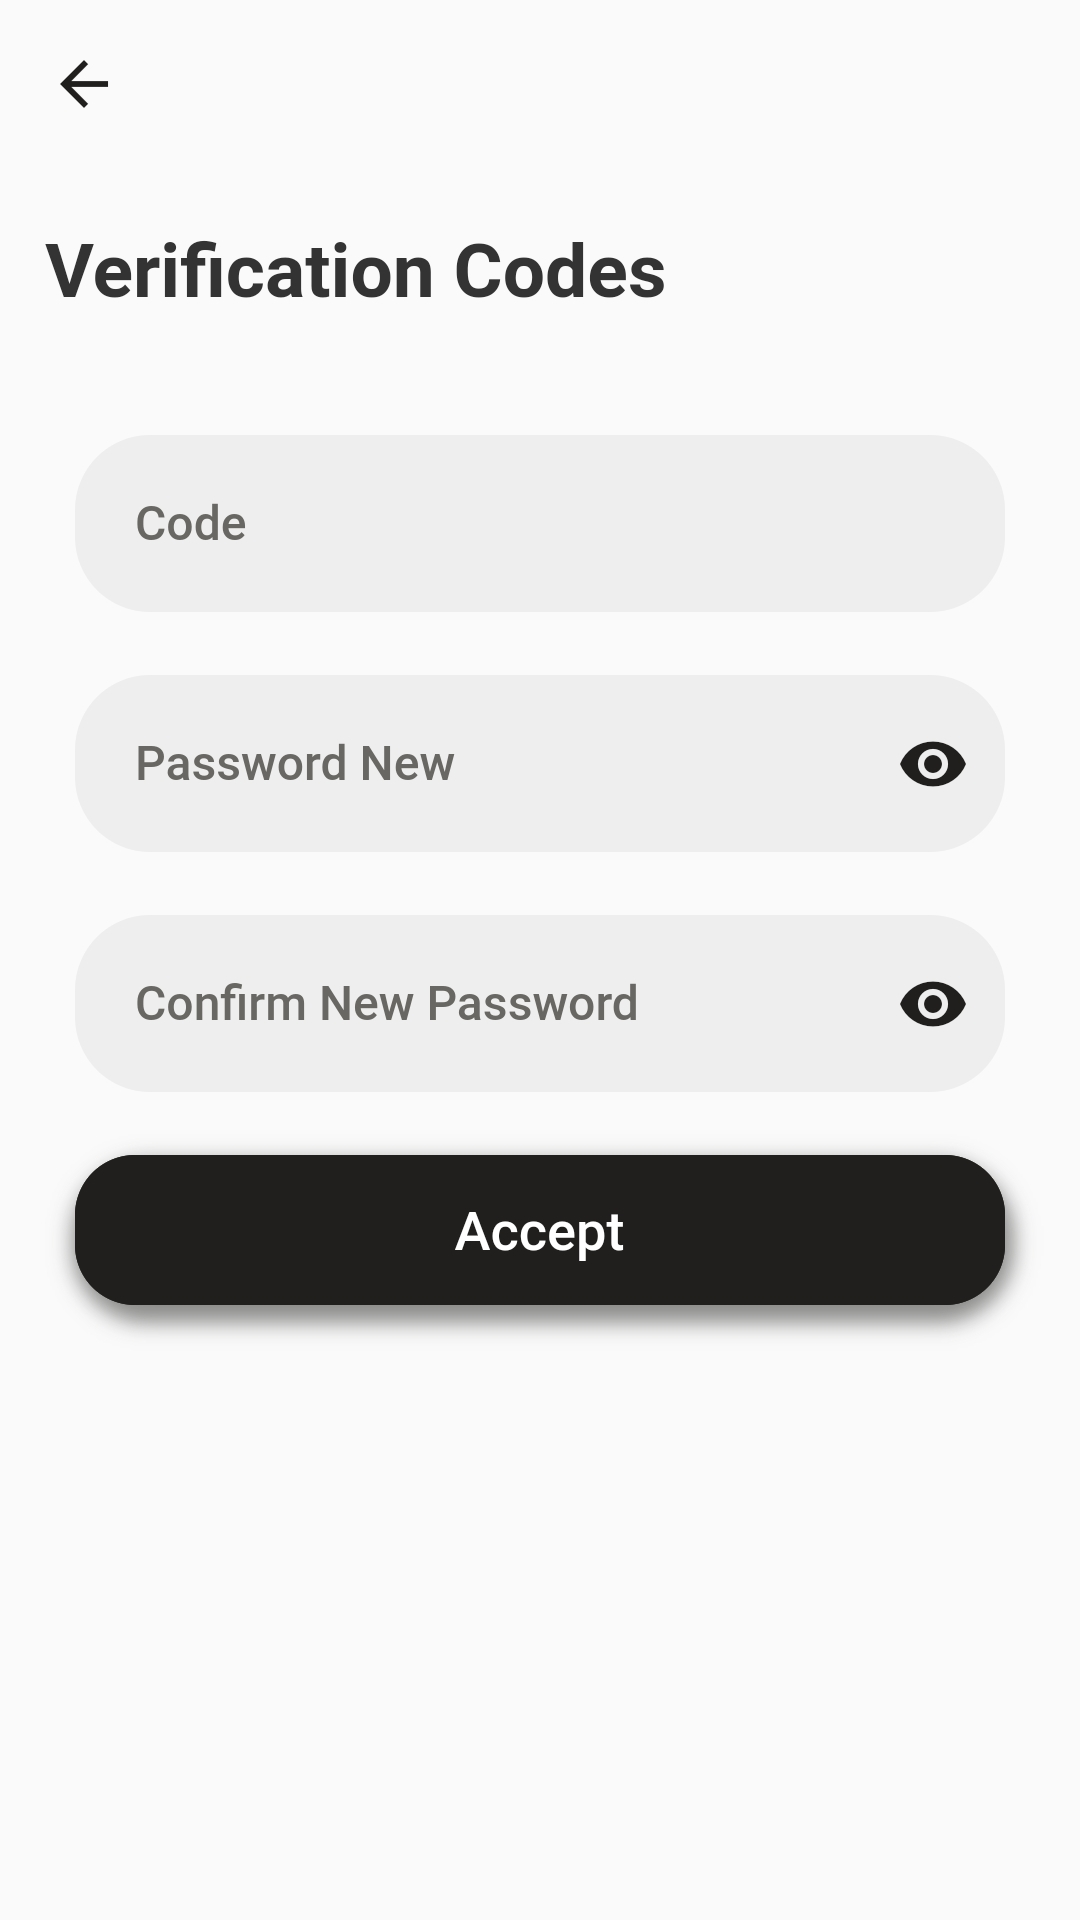 Verification Codes
Code
Password New
Confirm New Password
Accept